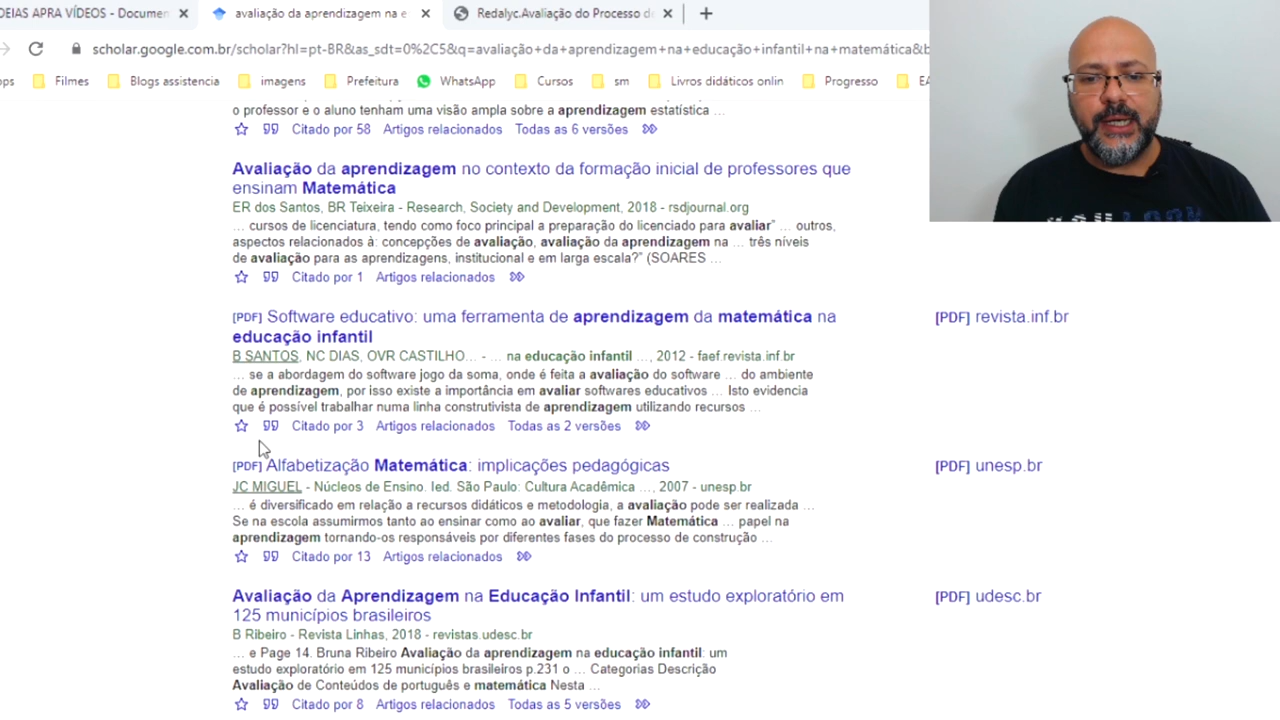 DEIAS APRA VÍDEOS - Documen
avaliação da aprendizagem na e
Redalyc.Avaliação do Processo de
scholar.google.com.br/scholar?hl=pt-BR&as_sdt=0%2C5&q=avaliação+da+aprendizagem+na+educação+infantil+na+matemática&b
ps Filmes Blogs assistencia imagens Prefeitura WhatsApp Cursos sm Livros didáticos onlin Progresso EA
o professor e o aluno tenham uma visão ampla sobre a aprendizagem estatística ...
Citado por 58 Artigos relacionados Todas as 6 versões
Avaliação da aprendizagem no contexto da formação inicial de professores que
ensinam Matemática
ER dos Santos, BR Teixeira - Research, Society and Development, 2018 - rsdjournal.org
... cursos de licenciatura, tendo como foco principal a preparação do licenciado para avaliar” ... outros,
aspectos relacionados à: concepções de avaliação, avaliação da aprendizagem na ... três níveis
de avaliação para as aprendizagens, institucional e em larga escala?” (SOARES ...
Citado por 1 Artigos relacionados
[PDF] Software educativo: uma ferramenta de aprendizagem da matemática na
educação infantil
[PDF] revista.inf.br
B SANTOS, NC DIAS, OVR CASTILHO... - ... na educação infantil ..., 2012 - faef.revista.inf.br
... se a abordagem do software jogo da soma, onde é feita a avaliação do software ... do ambiente
de aprendizagem, por isso existe a importância em avaliar softwares educativos ... Isto evidencia
que é possível trabalhar numa linha construtivista de aprendizagem utilizando recursos ...
Citado por 3 Artigos relacionados Todas as 2 versões
[PDF] Alfabetização Matemática: implicações pedagógicas
[PDF] unesp.br
JC MIGUEL - Núcleos de Ensino. Ied. São Paulo: Cultura Acadêmica ..., 2007 - unesp.br
... é diversificado em relação a recursos didáticos e metodologia, a avaliação pode ser realizada ...
Se na escola assumirmos tanto ao ensinar como ao avaliar, que fazer Matemática ... papel na
aprendizagem tornando-os responsáveis por diferentes fases do processo de construção ...
Citado por 13 Artigos relacionados
Avaliação da Aprendizagem na Educação Infantil: um estudo exploratório em
125 municípios brasileiros
[PDF] udesc.br
B Ribeiro - Revista Linhas, 2018 - revistas.udesc.br
... e Page 14. Bruna Ribeiro Avaliação da aprendizagem na educação infantil: um
estudo exploratório em 125 municípios brasileiros p.231 o ... Categorias Descrição
Avaliação de Conteúdos de português e matemática Nesta ...
Citado por 8 Artigos relacionados Todas as 5 versões